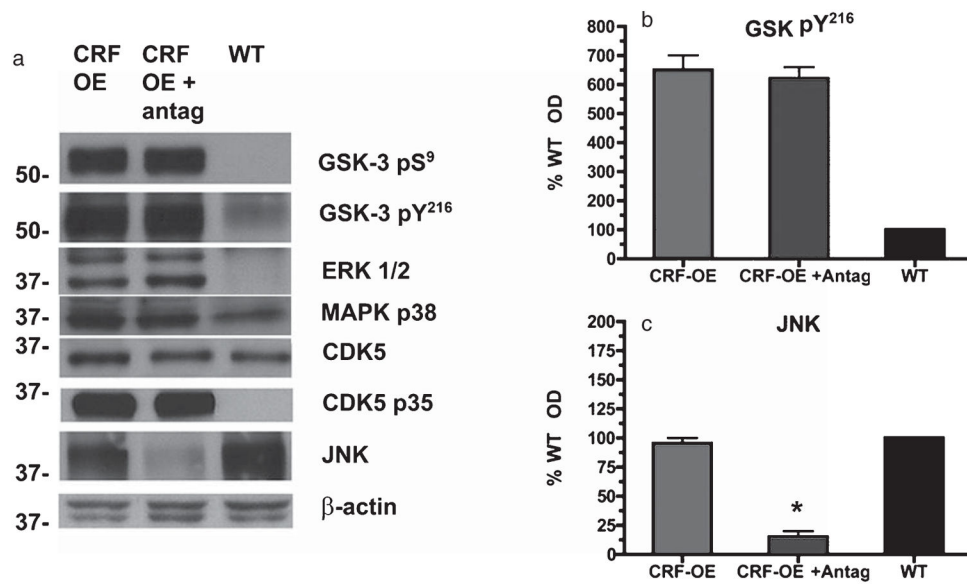 a
CRF OE
CRF OE + antag
WT
50-
GSK-3 pS⁹
50-
GSK-3 pY²¹⁶
37-
ERK 1/2
37-
MAPK p38
37-
CDK5
37-
CDK5 p35
37-
JNK
37-
β-actin
b
GSK pY²¹⁶
% WT OD
800
700
600
500
400
300
200
100
0
CRF-OE
CRF-OE +Antag
WT
c
JNK
% WT OD
200
175
150
125
100
75
50
25
0
*
CRF-OE
CRF-OE +Antag
WT